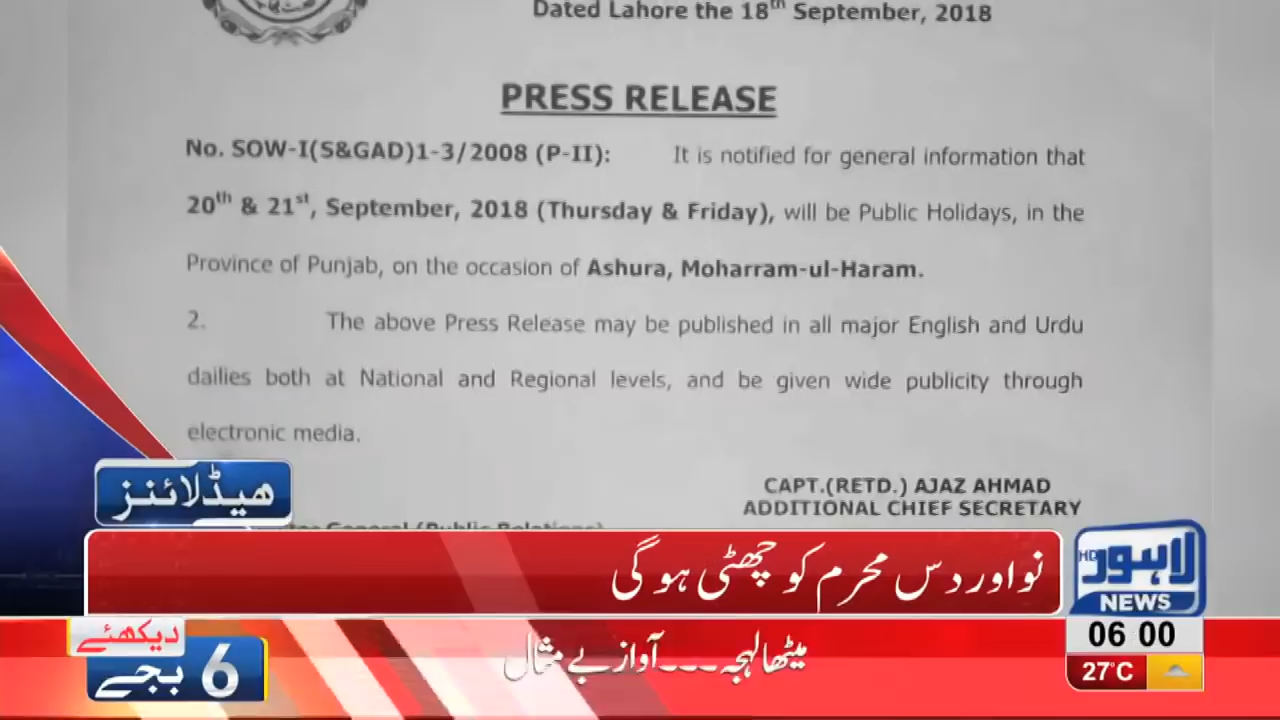 Dated Lahore the 18th September, 2018
PRESS RELEASE
No. SOW-I(S&GAD)1-3/2008 (P-II): It is notified for general information that
20th & 21st, September, 2018 (Thursday & Friday), will be Public Holidays, in the
Province of Punjab, on the occasion of Ashura, Moharram-ul-Haram.
2. The above Press Release may be published in all major English and Urdu
dailies both at National and Regional levels, and be given wide publicity through
electronic media.
CAPT.(RETD.) AJAZ AHMAD
ADDITIONAL CHIEF SECRETARY
General (Public Relations)
ھیڈلائنز
نو اور دس محرم کو چھٹی ہو گی
HD لاہور
NEWS
06 00
27°C
دیکھئے
6 بجے
میٹھا لہجہ ۔۔۔ آواز بے مثال